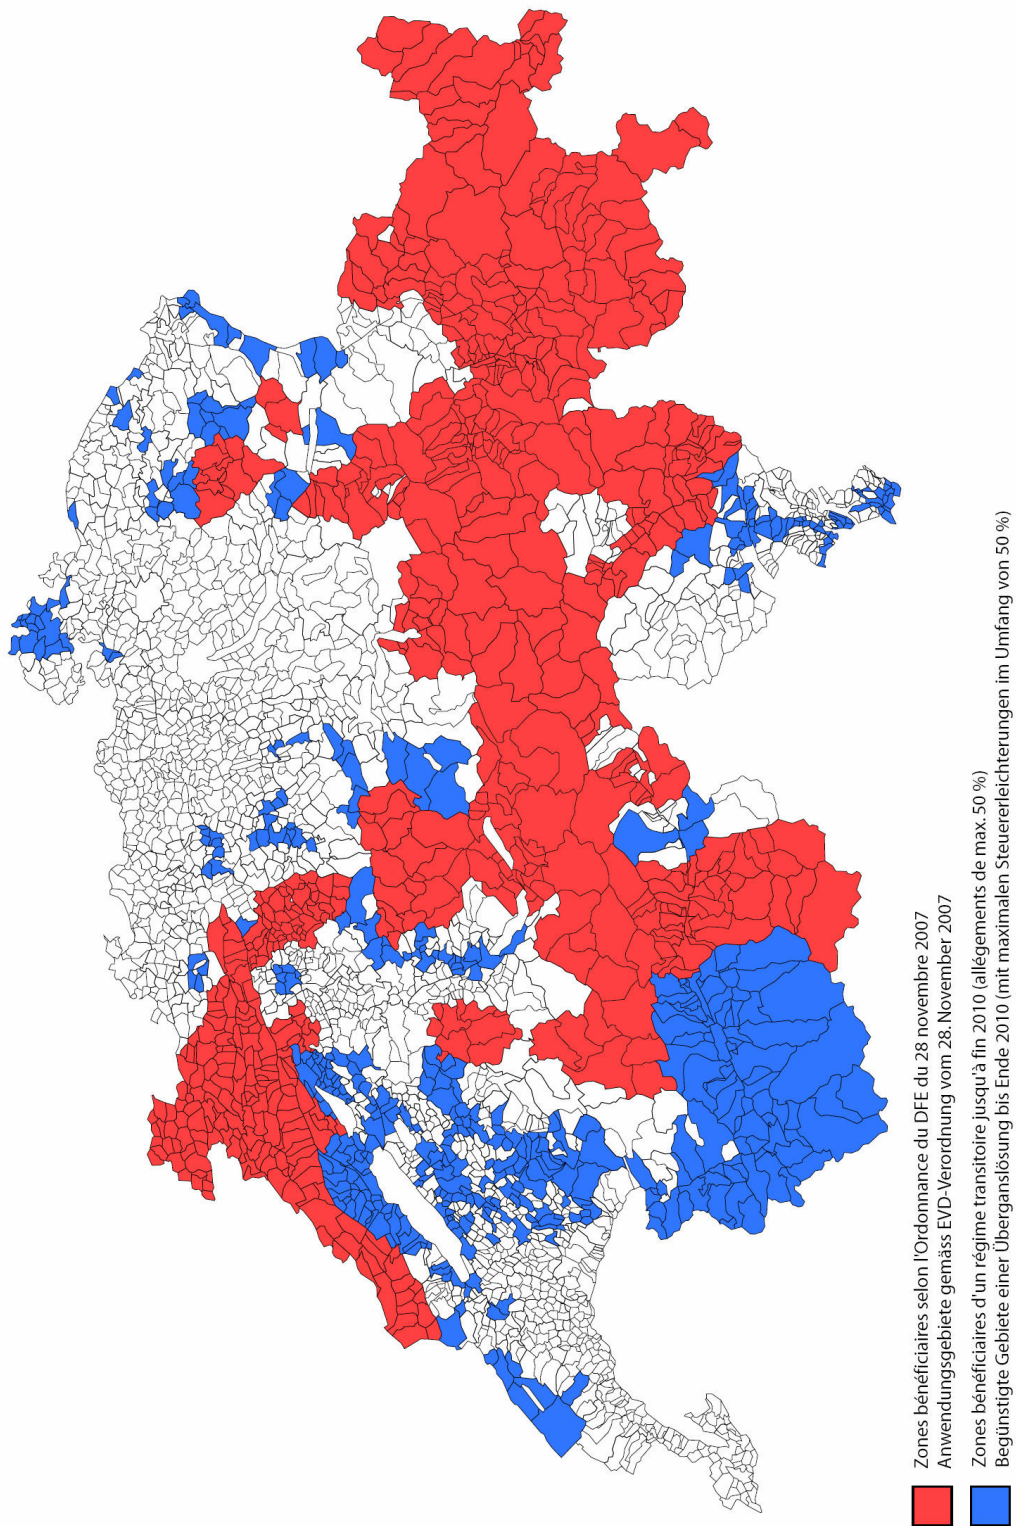 Zones bénéficiaires selon l'Ordonnance du DFE du 28 novembre 2007
Anwendungsgebiete gemäss EVD-Verordnung vom 28. November 2007
Zones bénéficiaires d'un régime transitoire jusqu'à fin 2010 (allégements de max. 50 %)
Begünstigte Gebiete einer Überganslösung bis Ende 2010 (mit maximalen Steuererleichterungen im Umfang von 50 %)